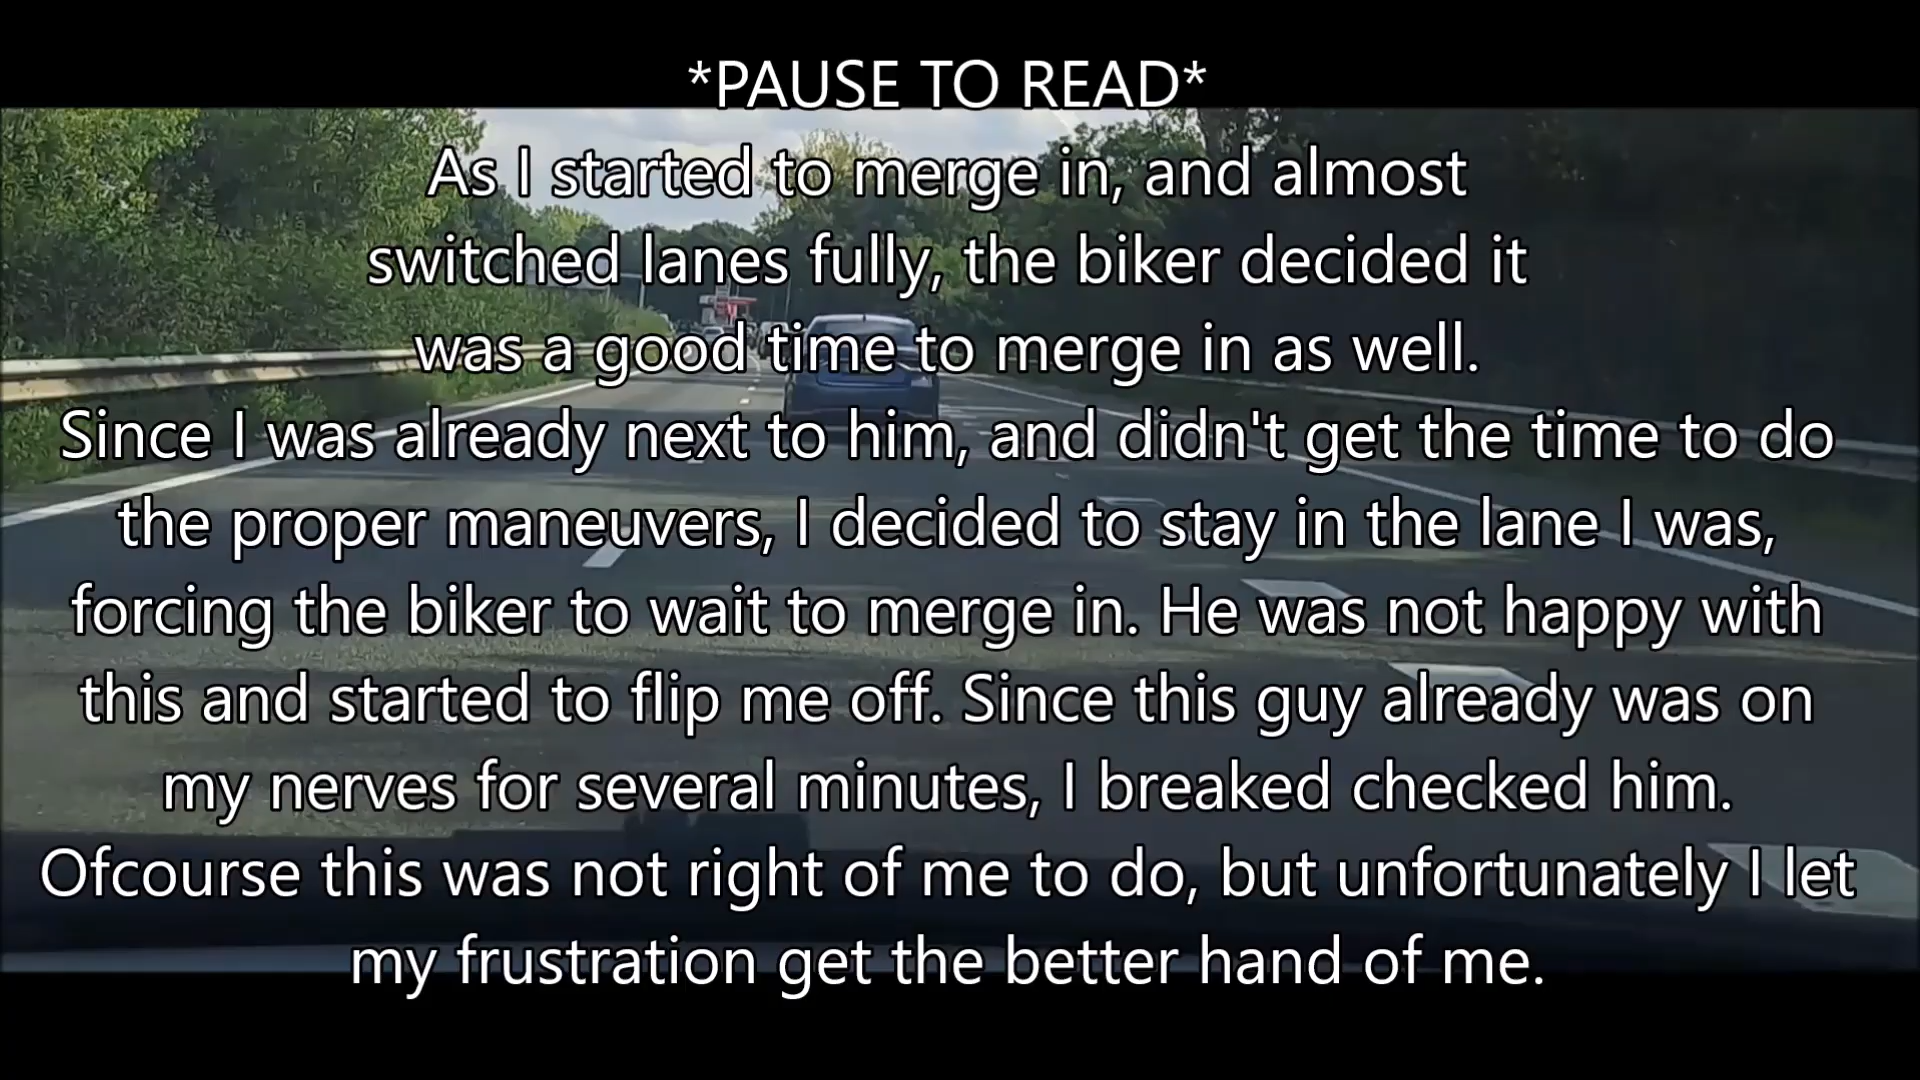 *PAUSE TO READ*
As I started to merge in, and almost
switched lanes fully, the biker decided it
was a good time to merge in as well.
Since I was already next to him, and didn't get the time to do
the proper maneuvers, I decided to stay in the lane I was,
forcing the biker to wait to merge in. He was not happy with
this and started to flip me off. Since this guy already was on
my nerves for several minutes, I breaked checked him.
Ofcourse this was not right of me to do, but unfortunately I let
my frustration get the better hand of me.